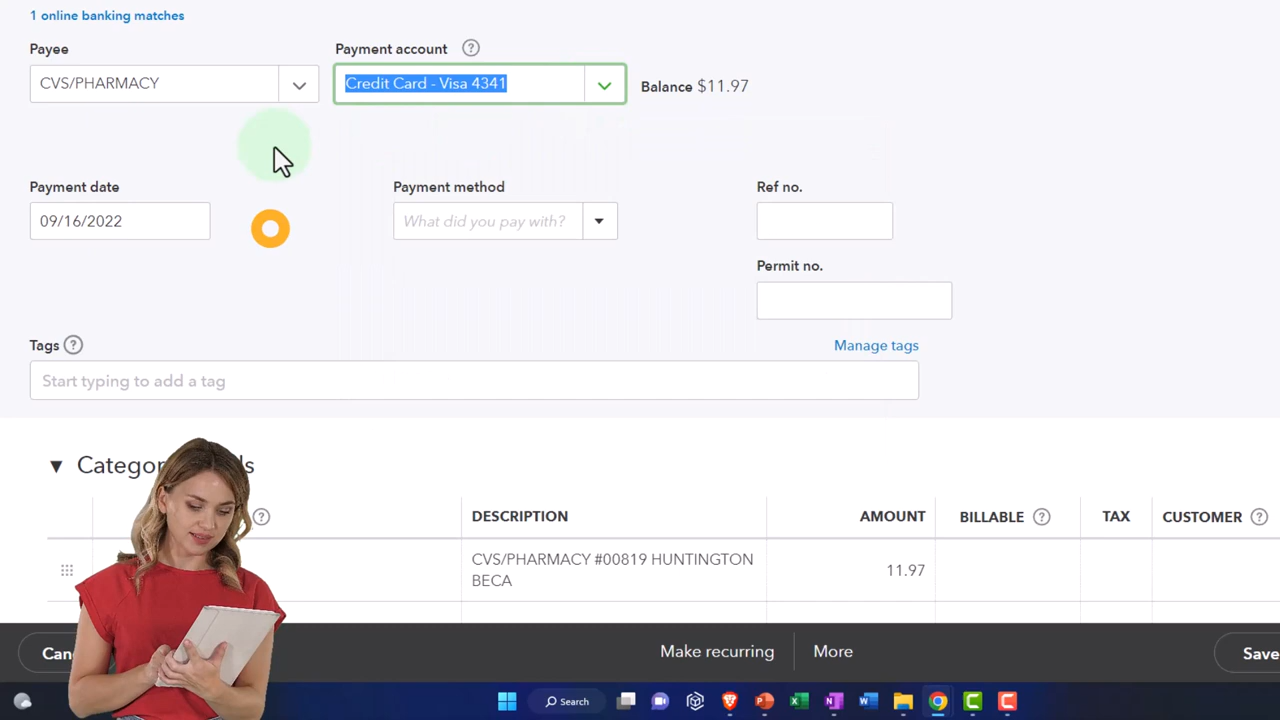 1 online banking matches
Payee
Payment account ?
CVS/PHARMACY
Credit Card - Visa 4341
Balance $11.97
Payment date
Payment method
Ref no.
09/16/2022
What did you pay with?
Permit no.
Tags ?
Manage tags
Start typing to add a tag
?
DESCRIPTION
AMOUNT
BILLABLE ?
TAX
CUSTOMER ?
CVS/PHARMACY #00819 HUNTINGTON
BECA
11.97
Make recurring
More
Save
Search